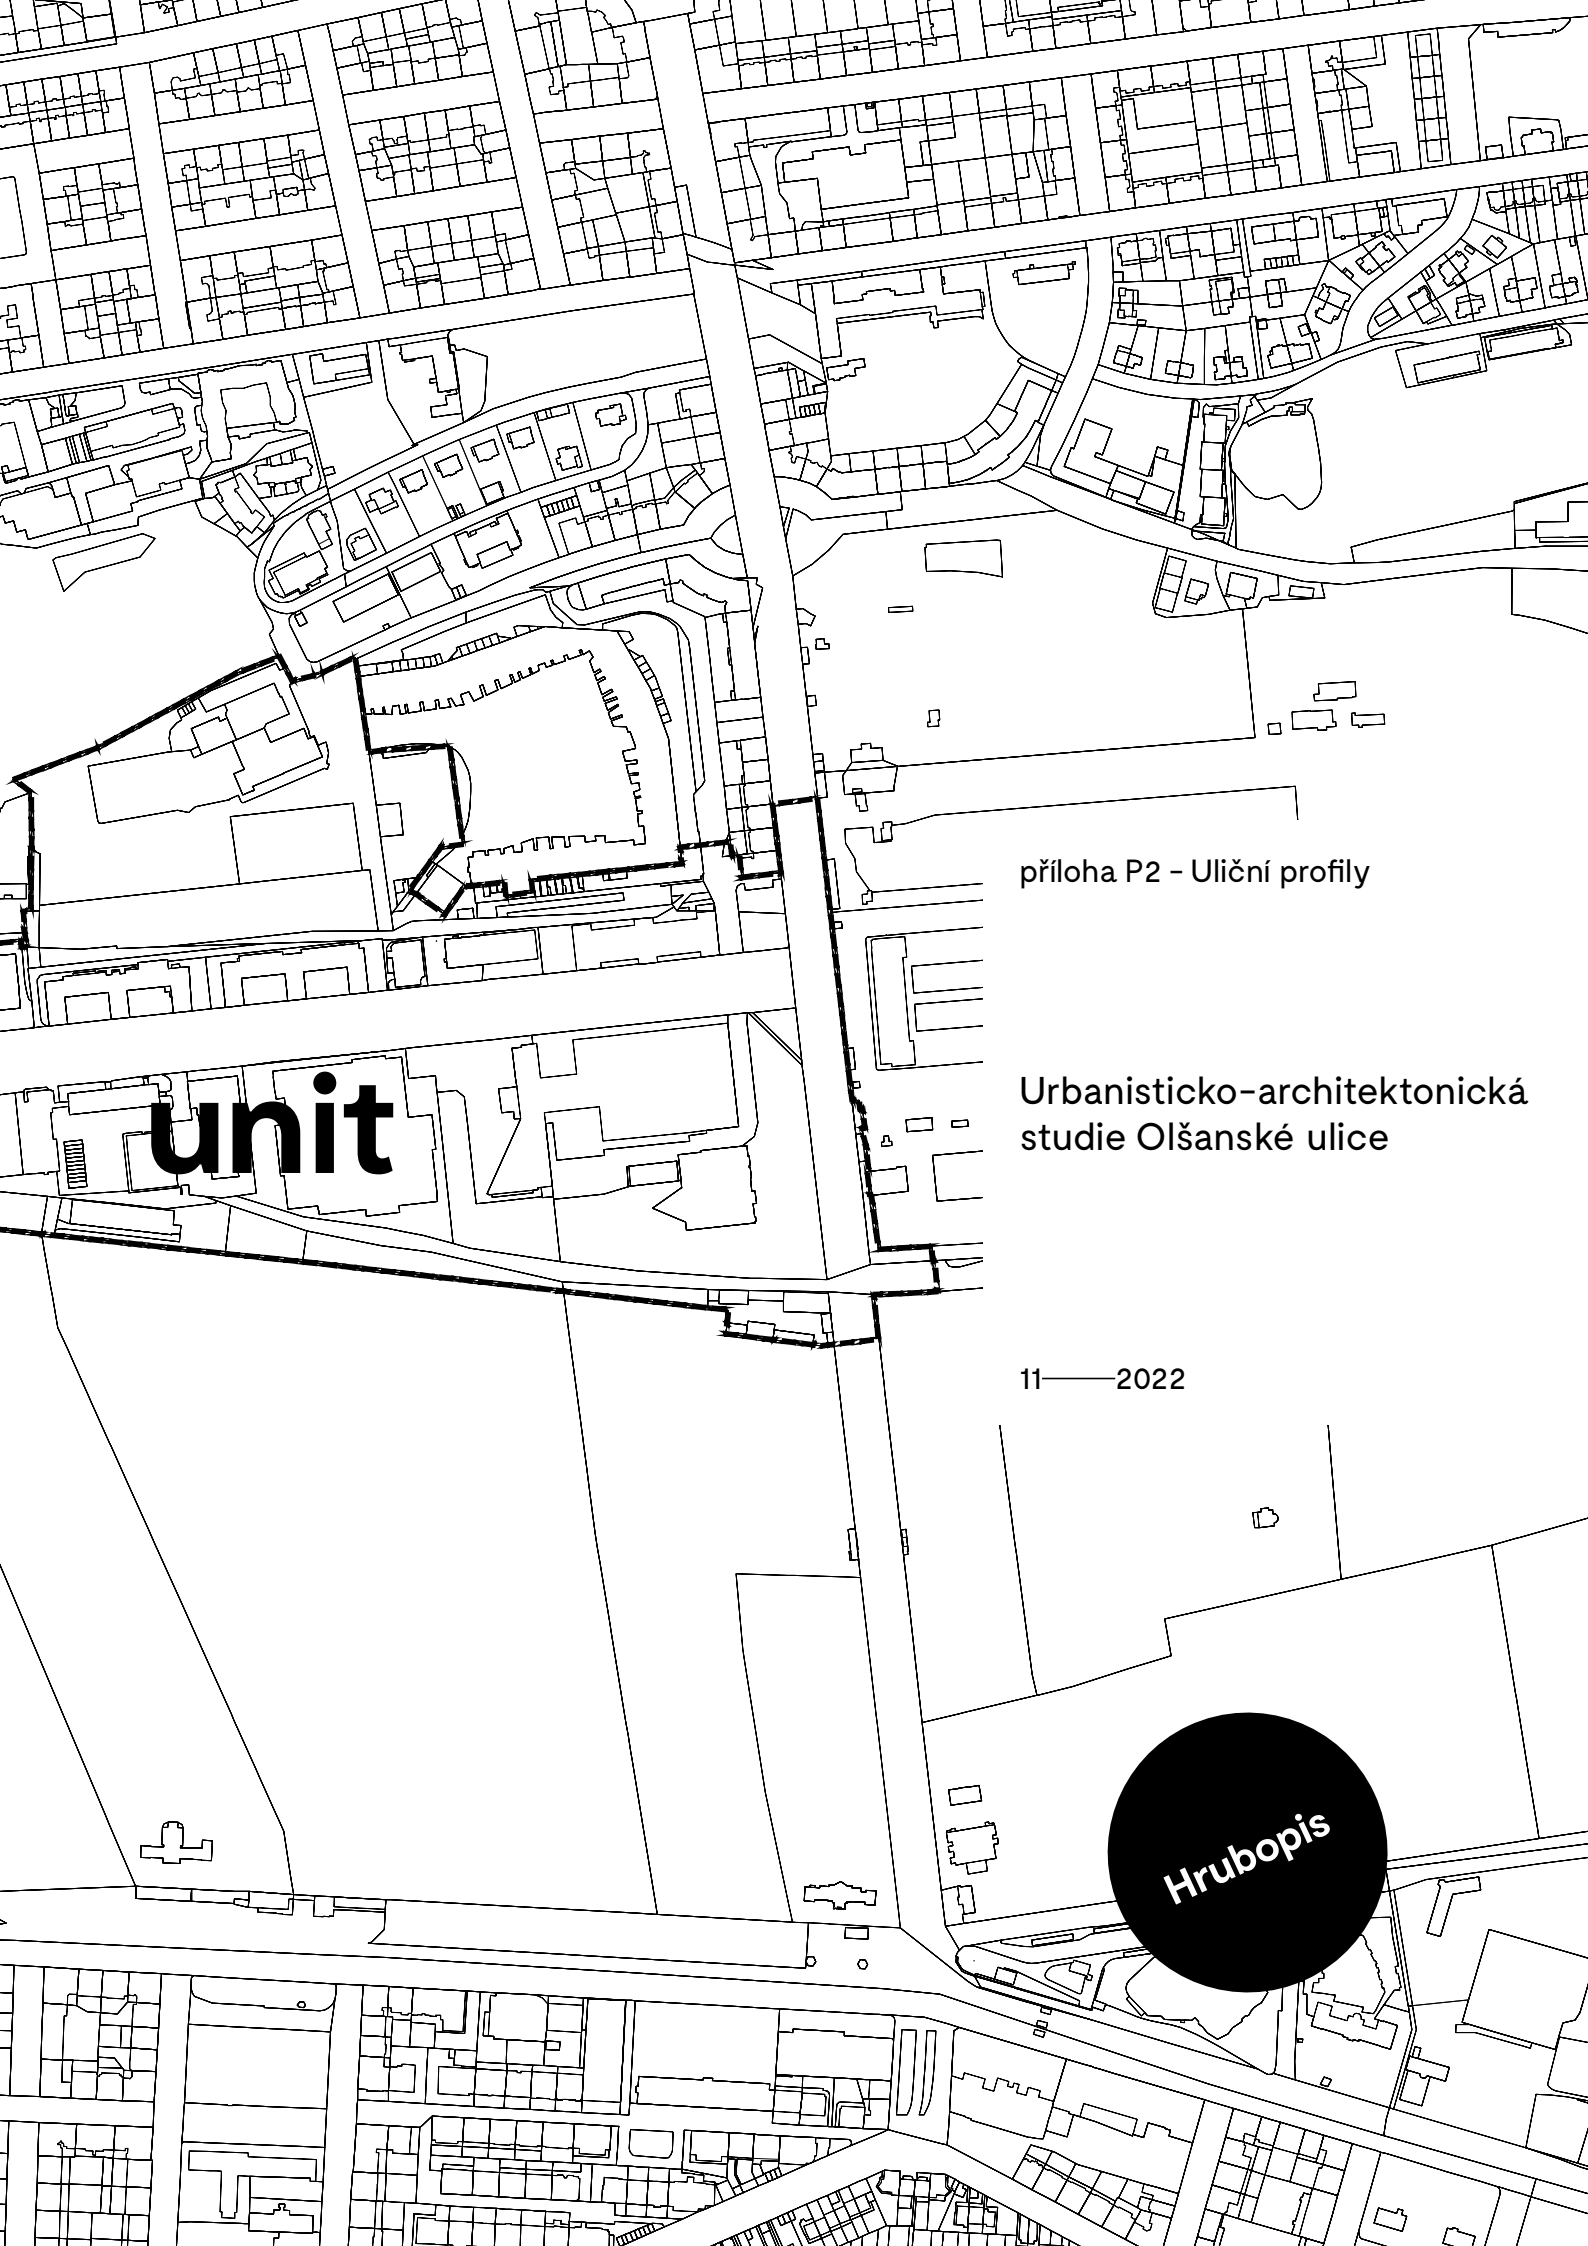 příloha P2 - Uliční profily
unit
Urbanisticko-architektonická
studie Olšanské ulice
11——2022
Hrubopis